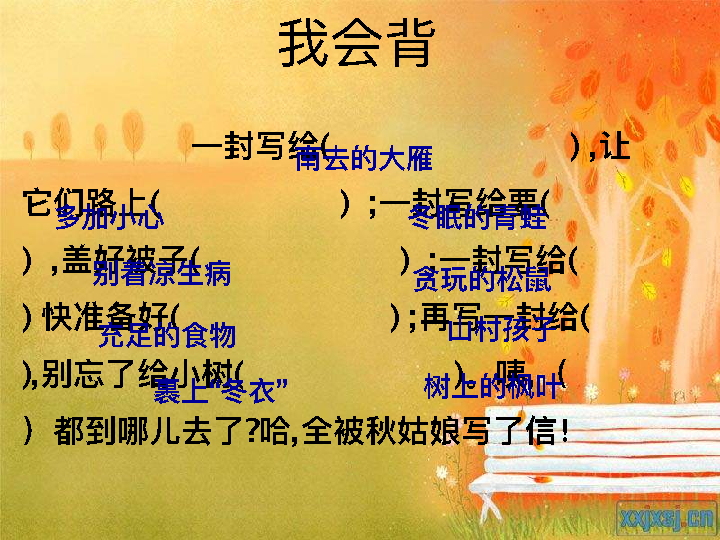 我会背
一封写给( ),让
南去的大雁
它们路上( ) ;一封写给要(
多加小心 冬眠的青蛙
) ,盖好被子( ) ;一封写给(
别着凉生病 贪玩的松鼠
) 快准备好( ) ;再写一封给(
充足的食物 山村孩子
),别忘了给小树( )。咦 (
裹上“冬衣” 树上的枫叶
) 都到哪儿去了?哈,全被秋姑娘写了信!
xxjxsj.cn